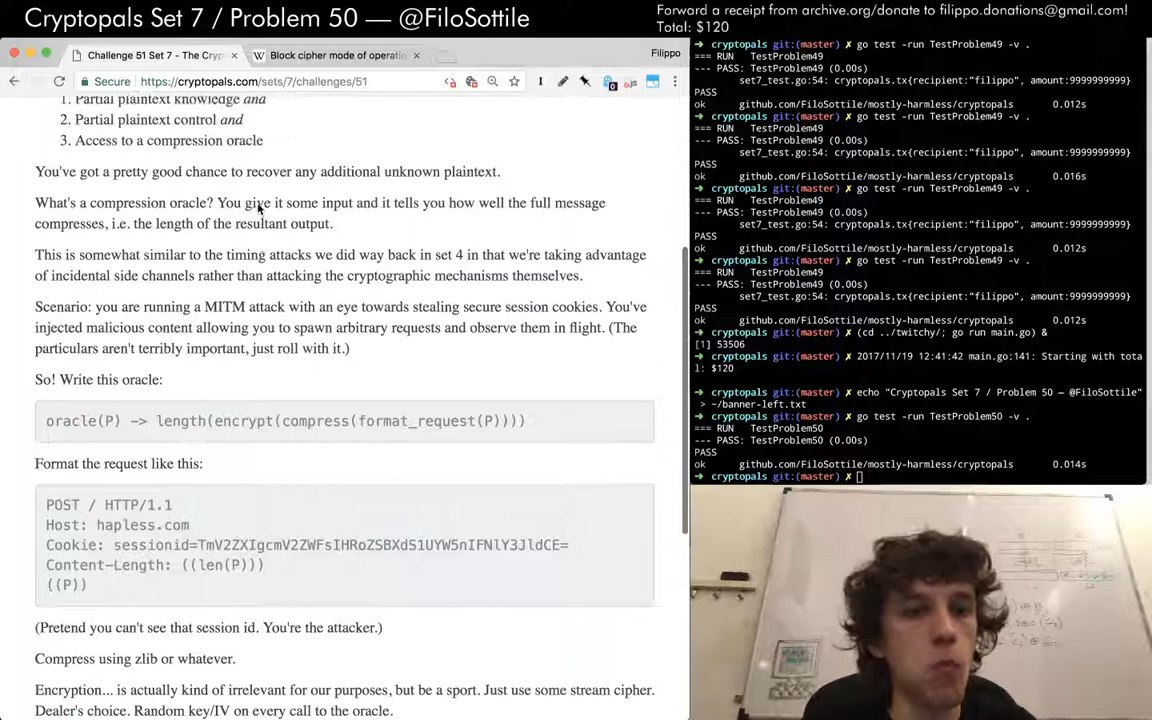 Cryptopals Set 7 / Problem 50 — @FiloSottile
Forward a receipt from archive.org/donate to filippo.donations@gmail.com!
Total: $120
Challenge 51 Set 7 - The Cryp
Block cipher mode of operatio
Filippo
Secure
https://cryptopals.com/sets/7/challenges/51
1. Partial plaintext knowledge and
2. Partial plaintext control and
3. Access to a compression oracle
You've got a pretty good chance to recover any additional unknown plaintext.
What's a compression oracle? You give it some input and it tells you how well the full message
compresses, i.e. the length of the resultant output.
This is somewhat similar to the timing attacks we did way back in set 4 in that we're taking advantage
of incidental side channels rather than attacking the cryptographic mechanisms themselves.
Scenario: you are running a MITM attack with an eye towards stealing secure session cookies. You've
injected malicious content allowing you to spawn arbitrary requests and observe them in flight. (The
particulars aren't terribly important, just roll with it.)
So! Write this oracle:
oracle(P) -> length(encrypt(compress(format_request(P))))
Format the request like this:
POST / HTTP/1.1
Host: hapless.com
Cookie: sessionid=TmV2ZXIgcmV2ZWFsIHRoZSBXdS1UYW5nIFNlY3JldCE=
Content-Length: ((len(P)))
((P))
(Pretend you can't see that session id. You're the attacker.)
Compress using zlib or whatever.
Encryption... is actually kind of irrelevant for our purposes, but be a sport. Just use some stream cipher.
Dealer's choice. Random key/IV on every call to the oracle.
➜ cryptopals git:(master) ✗ go test -run TestProblem49 -v .
=== RUN TestProblem49
--- PASS: TestProblem49 (0.00s)
set7_test.go:54: cryptopals.tx{recipient:"filippo", amount:9999999999}
PASS
ok github.com/FiloSottile/mostly-harmless/cryptopals 0.012s
➜ cryptopals git:(master) ✗ go test -run TestProblem49 -v .
=== RUN TestProblem49
--- PASS: TestProblem49 (0.00s)
set7_test.go:54: cryptopals.tx{recipient:"filippo", amount:9999999999}
PASS
ok github.com/FiloSottile/mostly-harmless/cryptopals 0.016s
➜ cryptopals git:(master) ✗ go test -run TestProblem49 -v .
=== RUN TestProblem49
--- PASS: TestProblem49 (0.00s)
set7_test.go:54: cryptopals.tx{recipient:"filippo", amount:9999999999}
PASS
ok github.com/FiloSottile/mostly-harmless/cryptopals 0.012s
➜ cryptopals git:(master) ✗ go test -run TestProblem49 -v .
=== RUN TestProblem49
--- PASS: TestProblem49 (0.00s)
set7_test.go:54: cryptopals.tx{recipient:"filippo", amount:9999999999}
PASS
ok github.com/FiloSottile/mostly-harmless/cryptopals 0.012s
➜ cryptopals git:(master) ✗ (cd ../twitchy/; go run main.go) &
[1] 53506
➜ cryptopals git:(master) ✗ 2017/11/19 12:41:42 main.go:141: Starting with tota
l: $120
➜ cryptopals git:(master) ✗ echo "Cryptopals Set 7 / Problem 50 — @FiloSottile"
> ~/banner-left.txt
➜ cryptopals git:(master) ✗ go test -run TestProblem50 -v .
=== RUN TestProblem50
--- PASS: TestProblem50 (0.00s)
PASS
ok github.com/FiloSottile/mostly-harmless/cryptopals 0.014s
➜ cryptopals git:(master) ✗